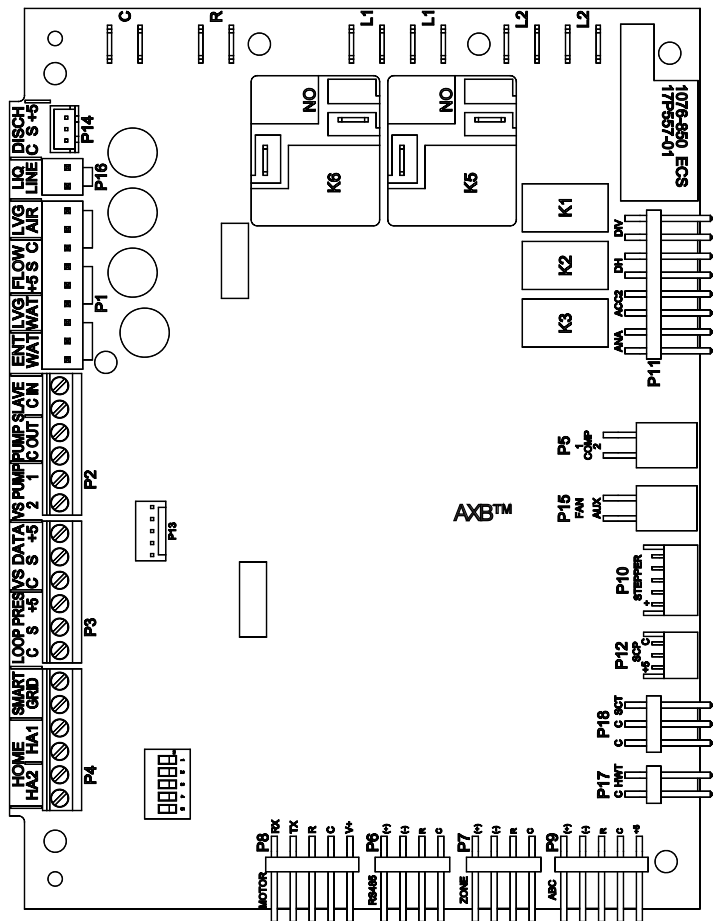 C
R
L1
L1
L2
L2
DISCH
C S +5
P14
LIQ
LINE
P16
LVG
AIR
FLOW
+5 S C
LVG
WAT
ENT
WAT
P1
NO
K6
NO
K5
1076-850 ECS
17P557-01
K1
K2
K3
DIV
DH
ACC2
ANA
P11
SLAVE
C IN
PUMP
C OUT
VS PUMP
2 1
P2
VS DATA
C S +5
LOOP PRES
C S +5
P3
SMART
GRID
HOME
HA2 HA1
P4
P13
AXB™
P5
1
COMP
2
P15
FAN
AUX
P10
STEPPER
+
P12
SCP
+5 C
P18
C C SCT
P17
C HWT
P8
MOTOR
RX
TX
R
C
V+
P6
RS485
(+)
(-)
R
C
P7
ZONE
(+)
(-)
R
C
P9
ABC
(+)
(-)
R
C
+5